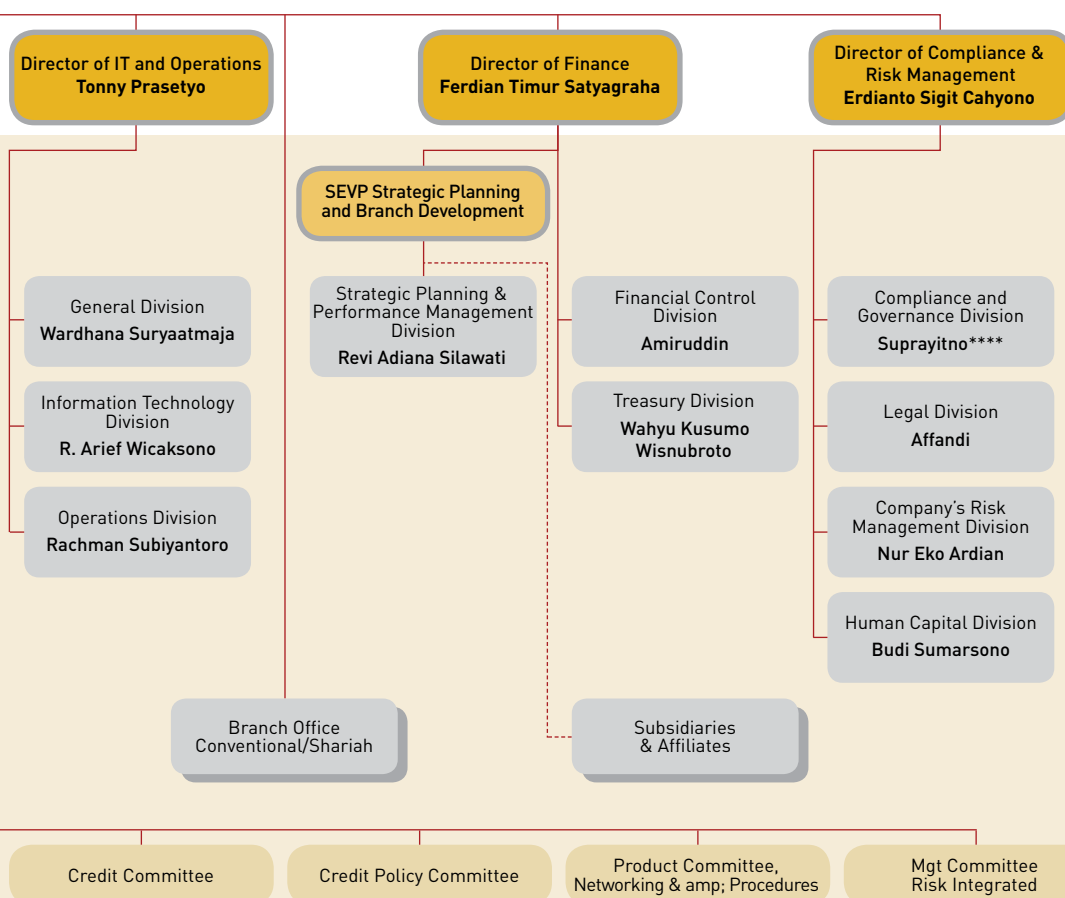 Director of IT and Operations
Tonny Prasetyo
Director of Finance
Ferdian Timur Satyagraha
Director of Compliance &
Risk Management
Erdianto Sigit Cahyono
SEVP Strategic Planning
and Branch Development
General Division
Wardhana Suryaatmaja
Strategic Planning &
Performance Management
Division
Revi Adiana Silawati
Financial Control
Division
Amiruddin
Compliance and
Governance Division
Suprayitno****
Information Technology
Division
R. Arief Wicaksono
Treasury Division
Wahyu Kusumo
Wisnubroto
Legal Division
Affandi
Operations Division
Rachman Subiyantoro
Company's Risk
Management Division
Nur Eko Ardian
Human Capital Division
Budi Sumarsono
Branch Office
Conventional/Shariah
Subsidiaries
& Affiliates
Credit Committee
Credit Policy Committee
Product Committee,
Networking & amp; Procedures
Mgt Committee
Risk Integrated